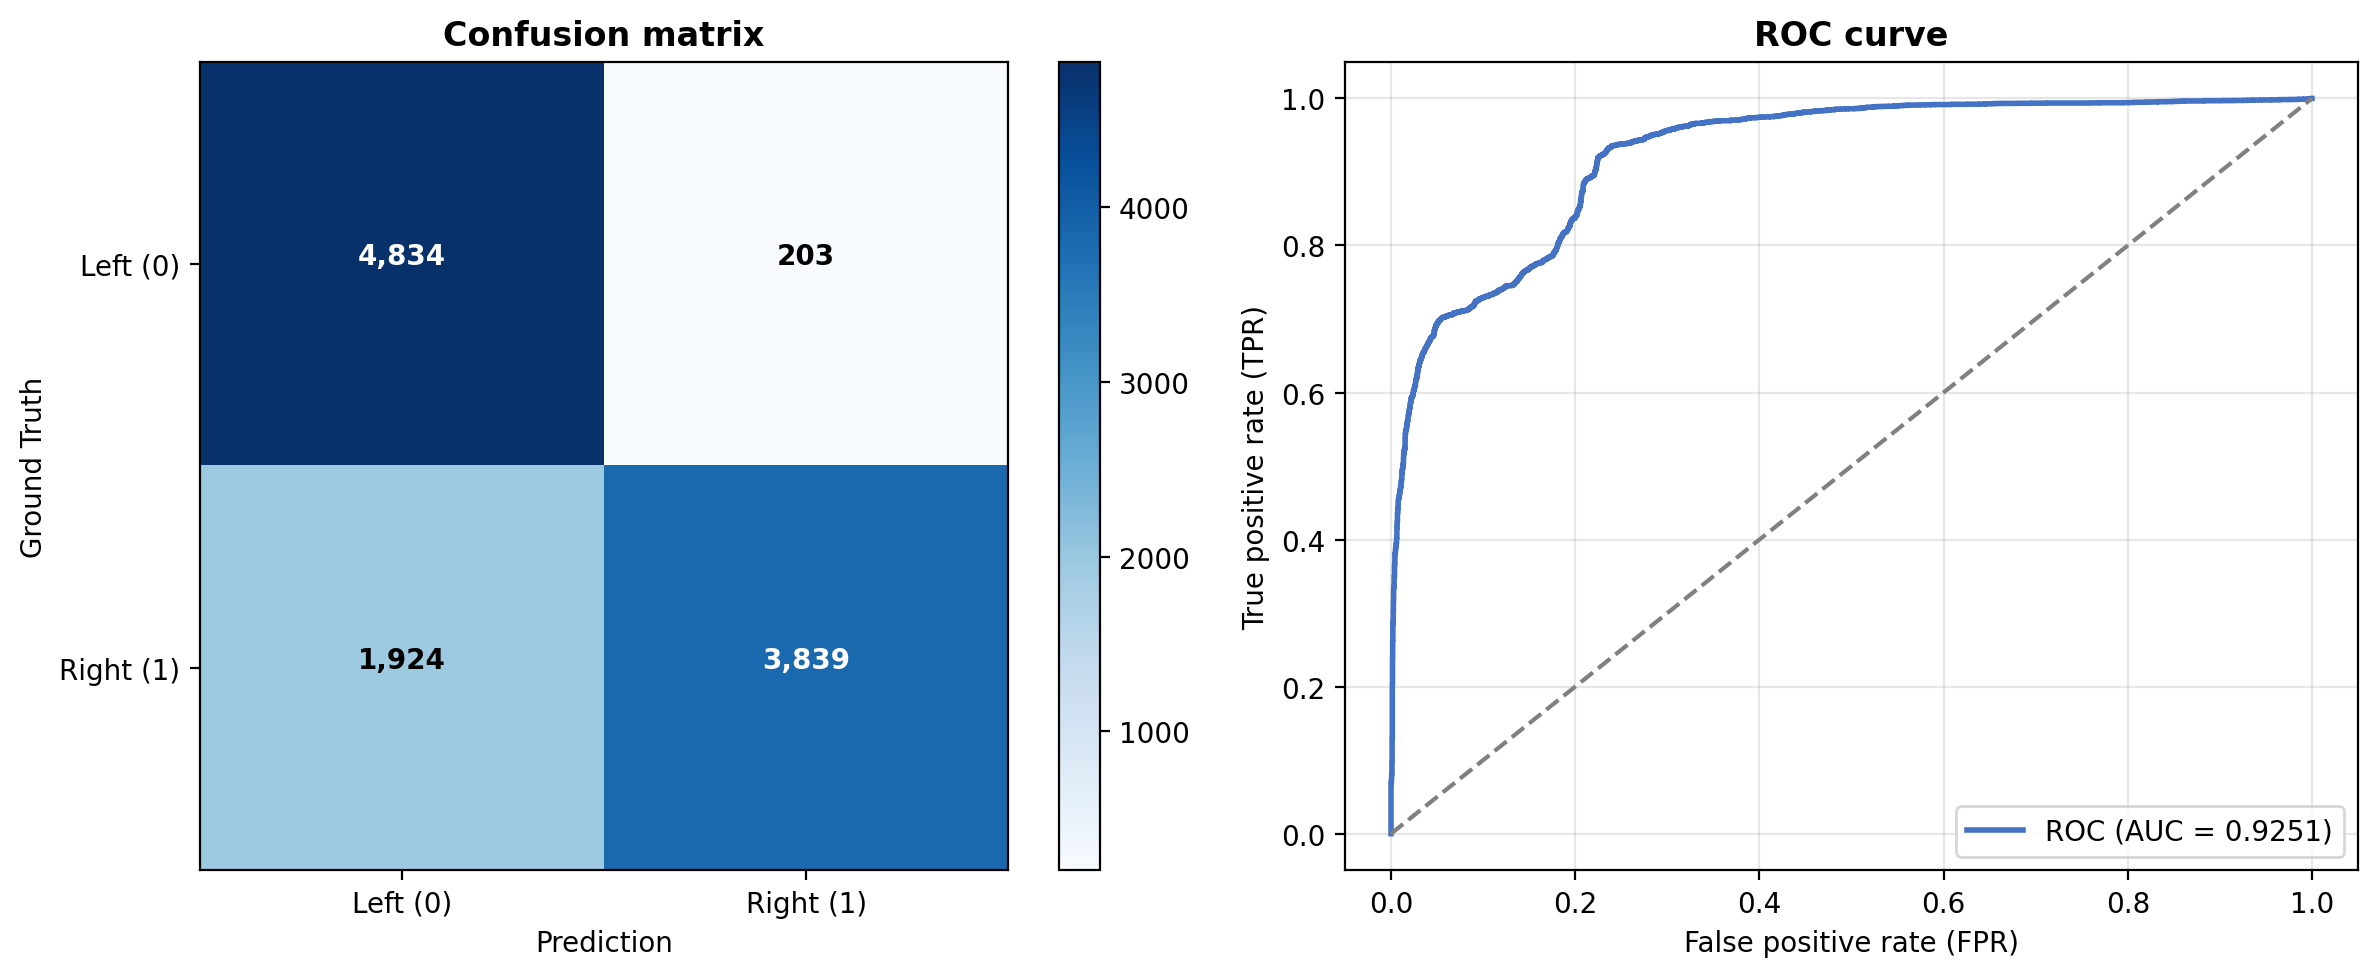 Confusion matrix
Ground Truth
Left (0)
Right (1)
4,834
203
1,924
3,839
Left (0)
Right (1)
Prediction
4000
3000
2000
1000
ROC curve
True positive rate (TPR)
1.0
0.8
0.6
0.4
0.2
0.0
ROC (AUC = 0.9251)
0.0
0.2
0.4
0.6
0.8
1.0
False positive rate (FPR)